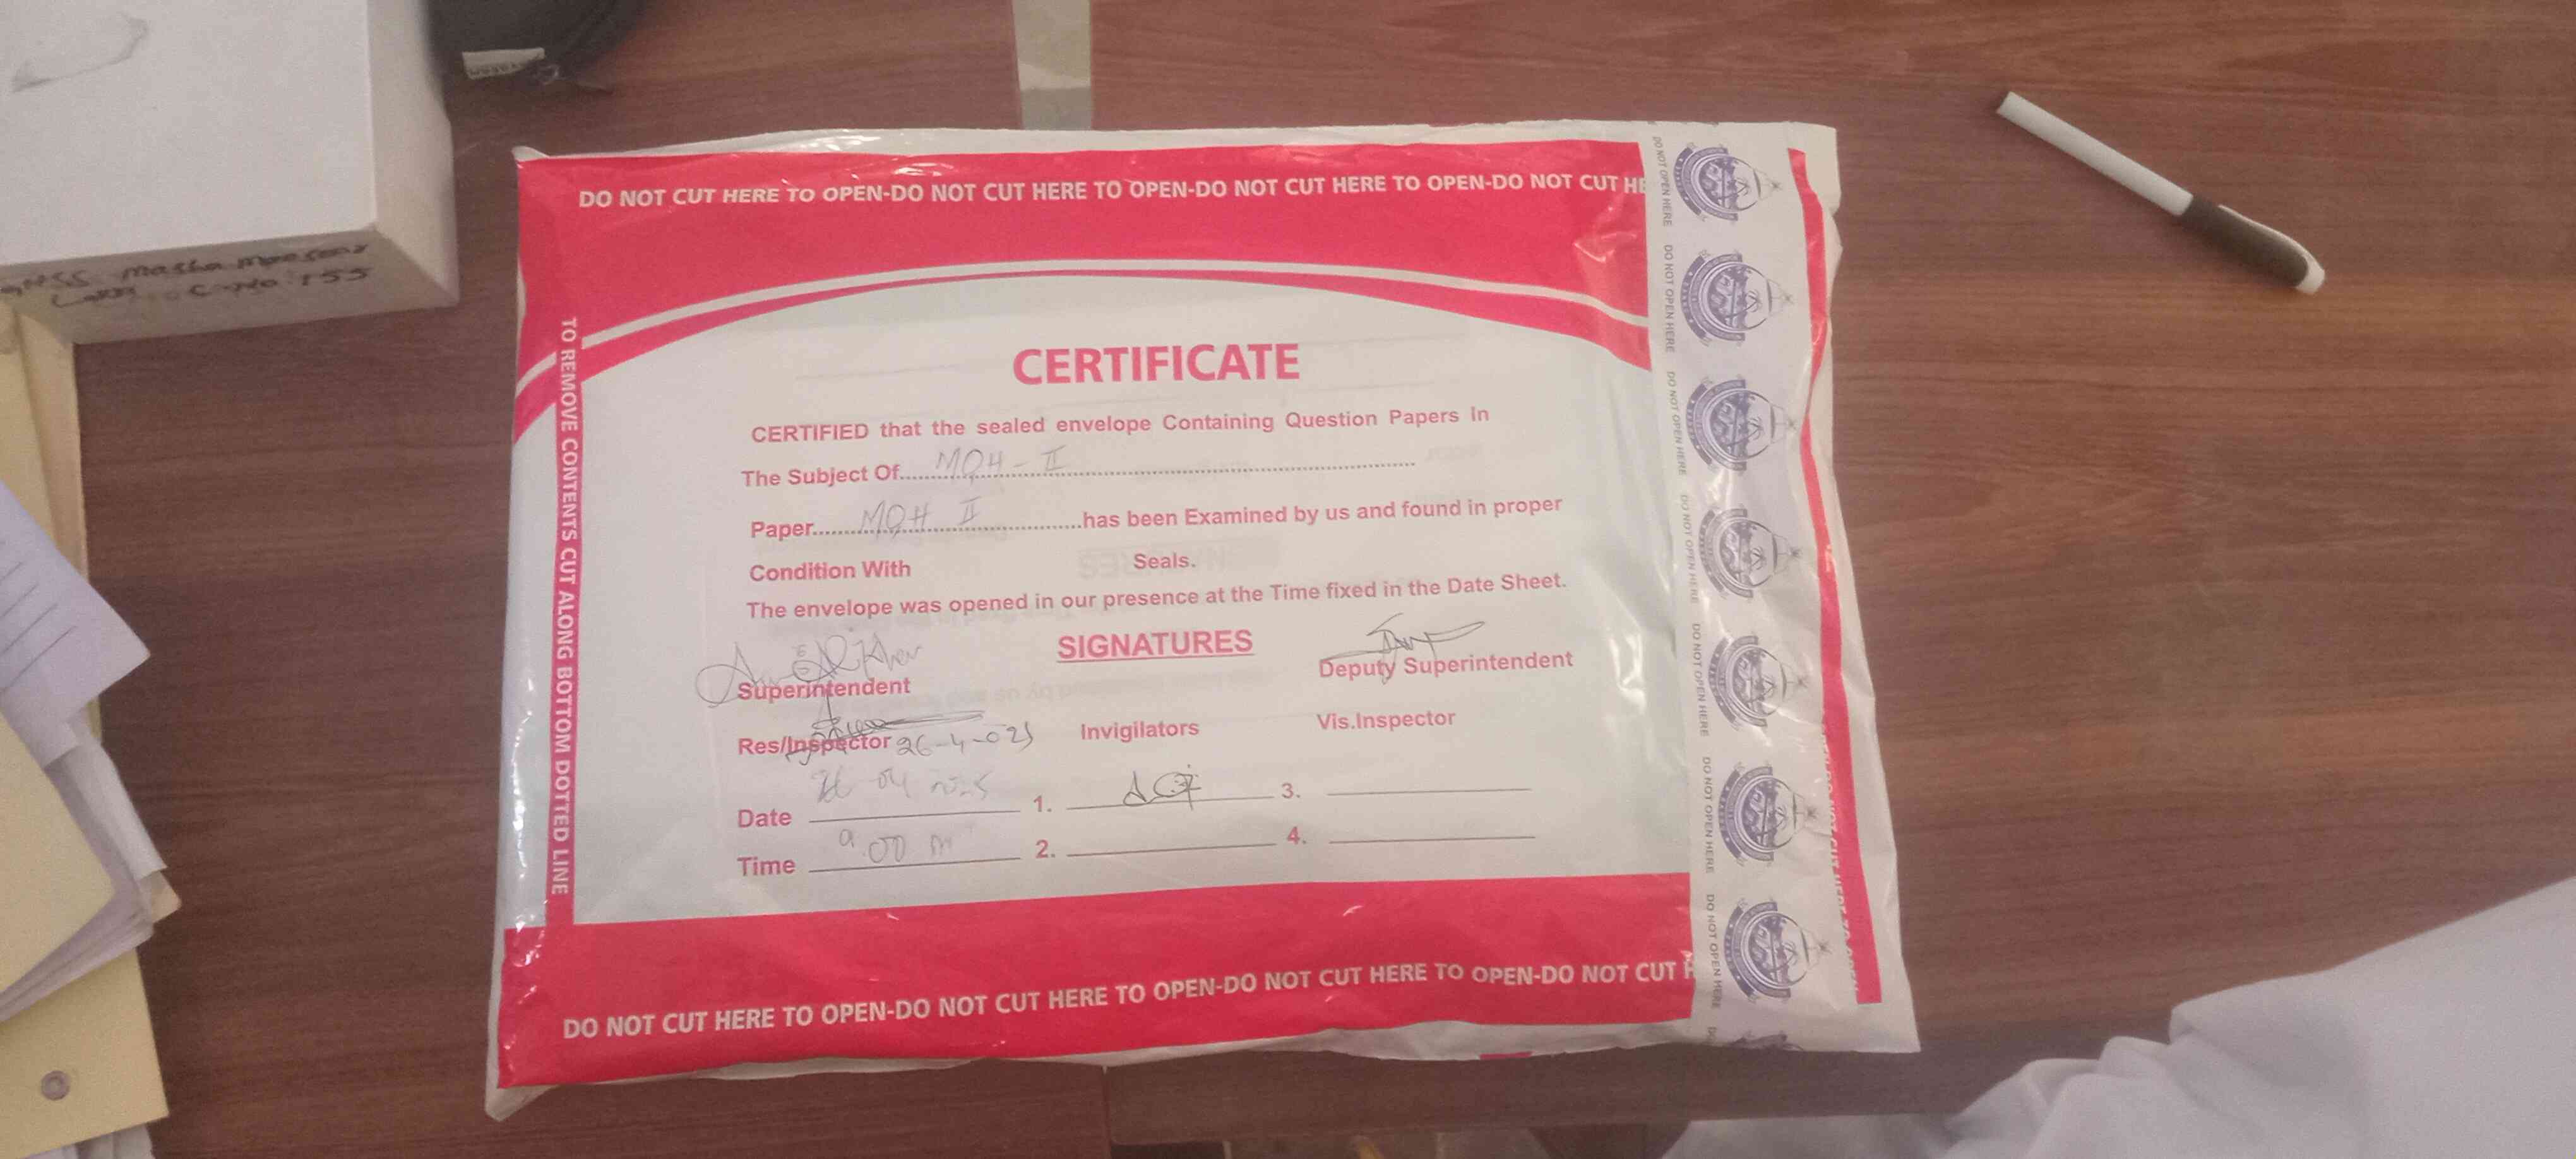 DO NOT CUT HERE TO OPEN-DO NOT CUT HERE TO OPEN-DO NOT CUT HERE TO OPEN-DO NOT CUT HE
TO REMOVE CONTENTS CUT ALONG BOTTOM DOTTED LINE
CERTIFICATE
CERTIFIED that the sealed envelope Containing Question Papers In
The Subject Of MQH - II
Paper MQH II has been Examined by us and found in proper
Condition With Seals.
The envelope was opened in our presence at the Time fixed in the Date Sheet.
SIGNATURES
Superintendent
Deputy Superintendent
Res/Inspector 26-4-025
Invigilators
Vis.Inspector
Date 26 04
1.
3.
Time 9.00
2.
4.
DO NOT CUT HERE TO OPEN-DO NOT CUT HERE TO OPEN-DO NOT CUT HERE TO OPEN-DO NOT CUT H
DO NOT OPEN HERE
DO NOT OPEN HERE
DO NOT OPEN HERE
DO NOT OPEN HERE
DO NOT OPEN HERE
DO NOT OPEN HERE
DO NOT OPEN HERE